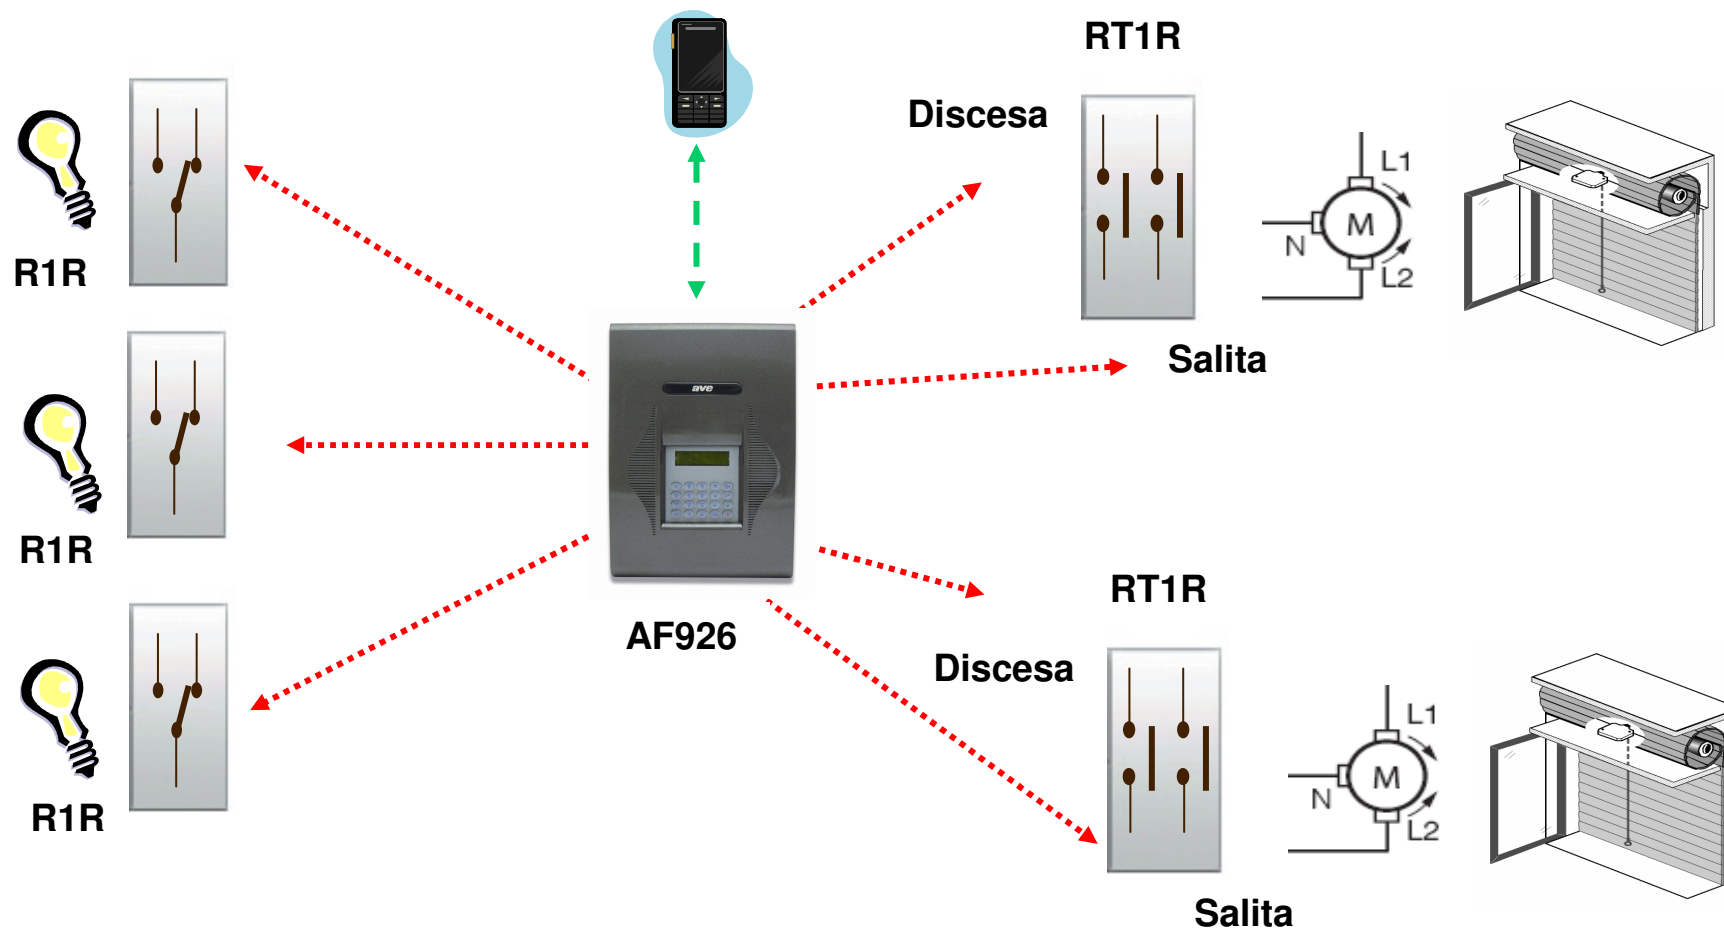 RT1R
Discesa
L1
M
N
L2
R1R
Salita
ave
R1R
AF926
RT1R
Discesa
L1
M
N
L2
R1R
Salita